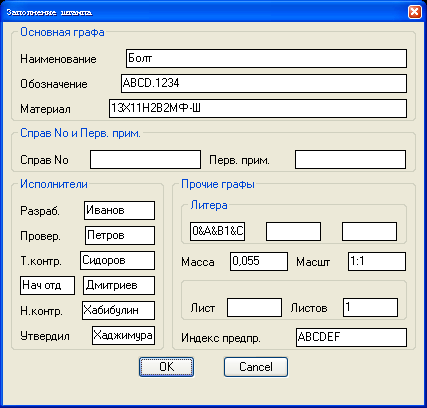 Заполнение штампа
Основная графа
Наименование Болт
Обозначение ABCD.1234
Материал 13Х11Н2В2МФ-Ш
Справ No и Перв. прим.
Справ No Перв. прим.
Исполнители
Разраб. Иванов
Провер. Петров
Т.контр. Сидоров
Нач отд Дмитриев
Н.контр. Хабибулин
Утвердил Хаджимура
Прочие графы
Литера
0&A&B1&C
Масса 0,055 Масшт 1:1
Лист Листов 1
Индекс предпр. ABCDEF
OK Cancel